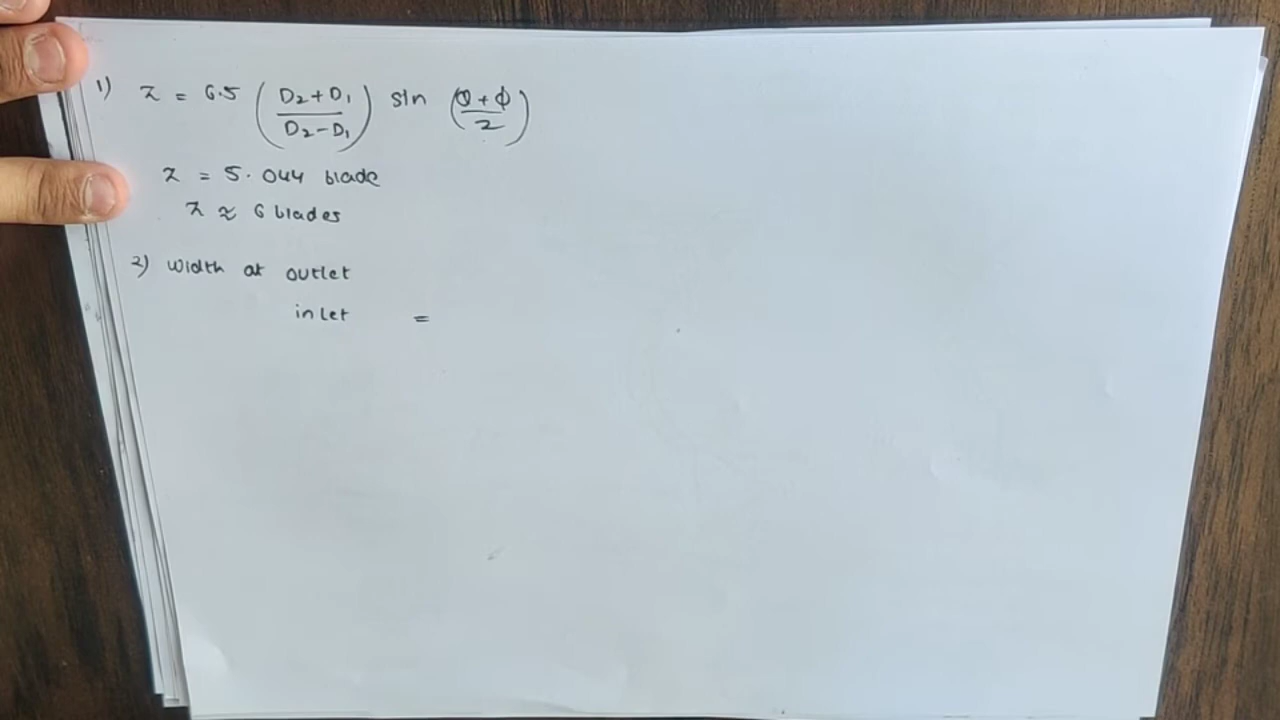 1) z = 6.5 (D2+D1 / D2-D1) sin (θ+ϕ / 2)
z = 5.044 blade
z ≈ 6 blades
2) width at outlet
inlet =